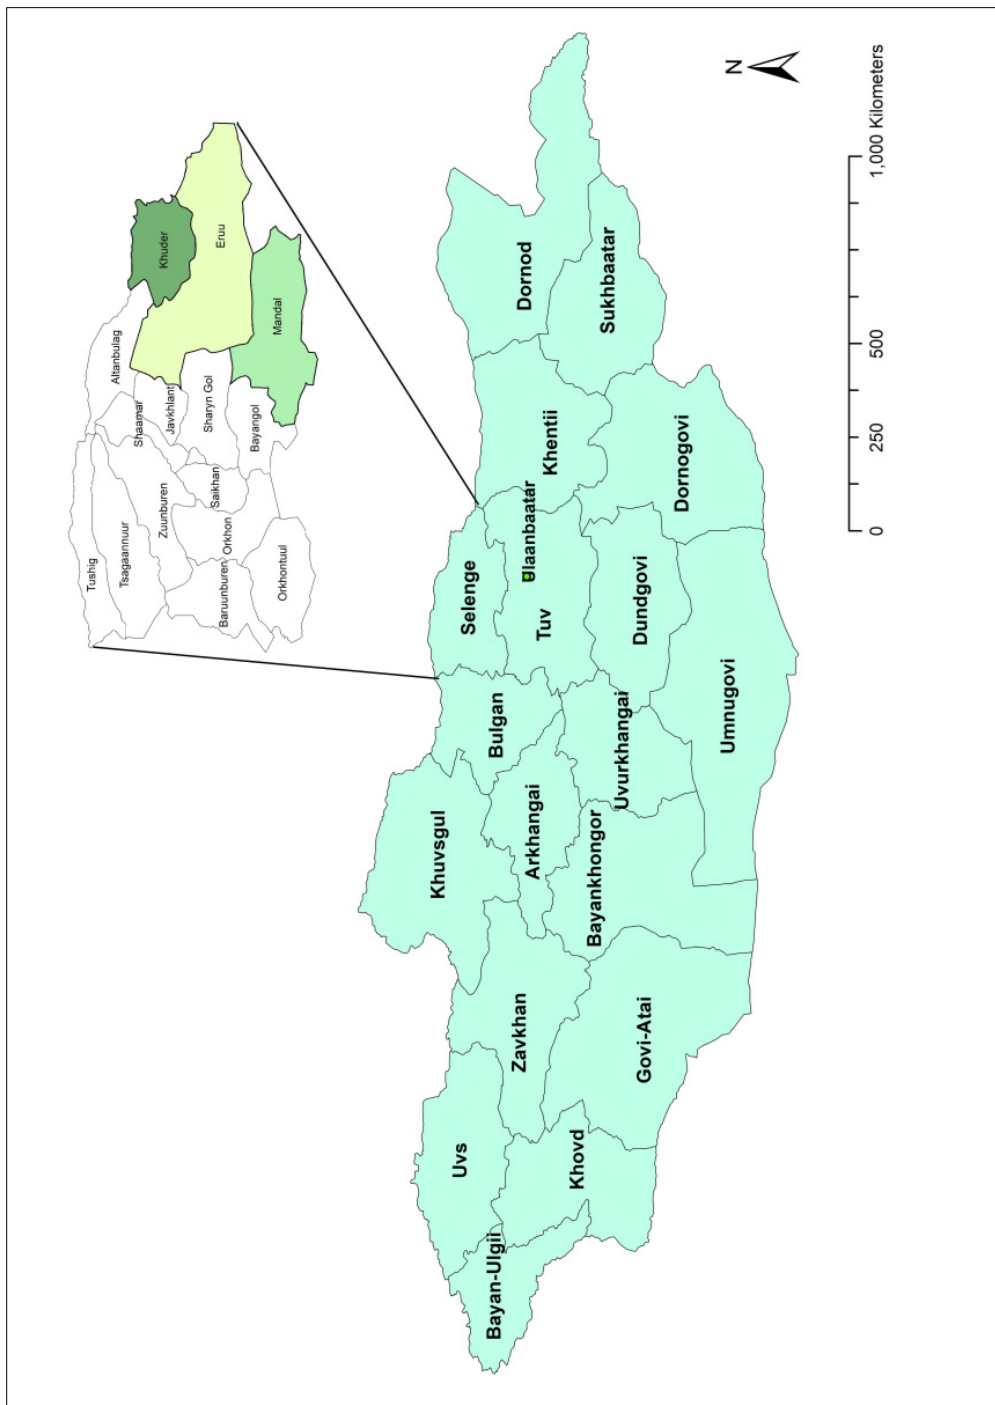 Tushig
Tsagaannuur
Altanbulag
Shaamar
Zuunburen
Javkhlant
Khuder
Sharyn Gol
Eruu
Saikhan
Orkhon
Baruunburen
Bayangol
Mandal
Orkhontuul
N
Khuvsgul
Uvs
Selenge
Bulgan
Bayan-Ulgii
Zavkhan
Arkhangai
Tuv
Ulaanbaatar
Khentii
Dornod
Khovd
Bayankhongor
Uvurkhangai
Sukhbaatar
Govi-Atai
Dundgovi
Dornogovi
Umnugovi
0 250 500 1,000 Kilometers